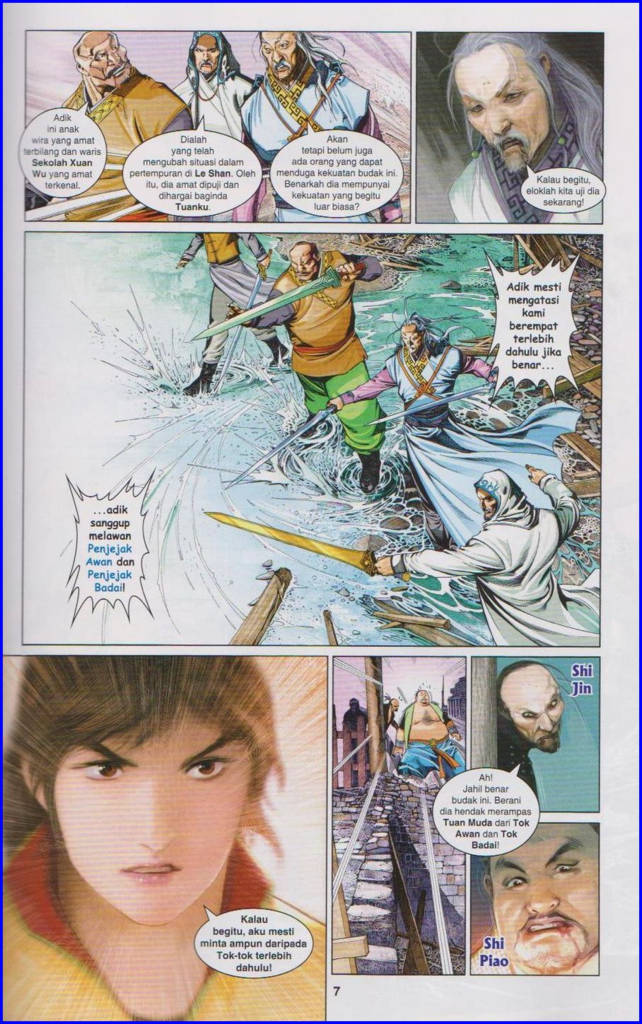 Adik
ini anak
wira yang amat
terbilang dan waris
Sekolah Xuan
Wu yang amat
terkenal.
Dialah
yang telah
mengubah situasi dalam
pertempuran di Le Shan. Oleh
itu, dia amat dipuji dan
dihargai baginda
Tuanku.
Akan
tetapi belum juga
ada orang yang dapat
menduga kekuatan budak ini.
Benarkah dia mempunyai
kekuatan yang begitu
luar biasa?
Kalau begitu,
eloklah kita uji dia
sekarang!
Adik mesti
mengatasi
kami
berempat
terlebih
dahulu jika
benar...
...adik
sanggup
melawan
Penjejak
Awan dan
Penjejak
Badai!
Kalau
begitu, aku mesti
minta ampun daripada
Tok-tok terlebih
dahulu!
Shi
Jin
Ah!
Jahil benar
budak ini. Berani
dia hendak merampas
Tuan Muda dari Tok
Awan dan Tok
Badai!
Shi
Piao
7